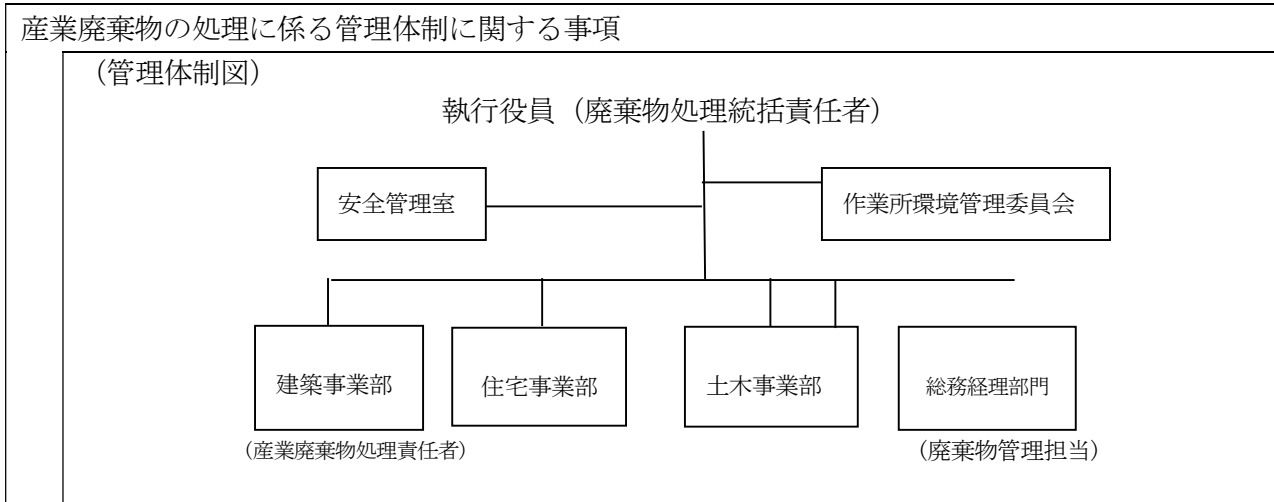 産業廃棄物の処理に係る管理体制に関する事項
（管理体制図）
執行役員（廃棄物処理統括責任者）
安全管理室
作業所環境管理委員会
建築事業部
住宅事業部
土木事業部
総務経理部門
（産業廃棄物処理責任者）
（廃棄物管理担当）